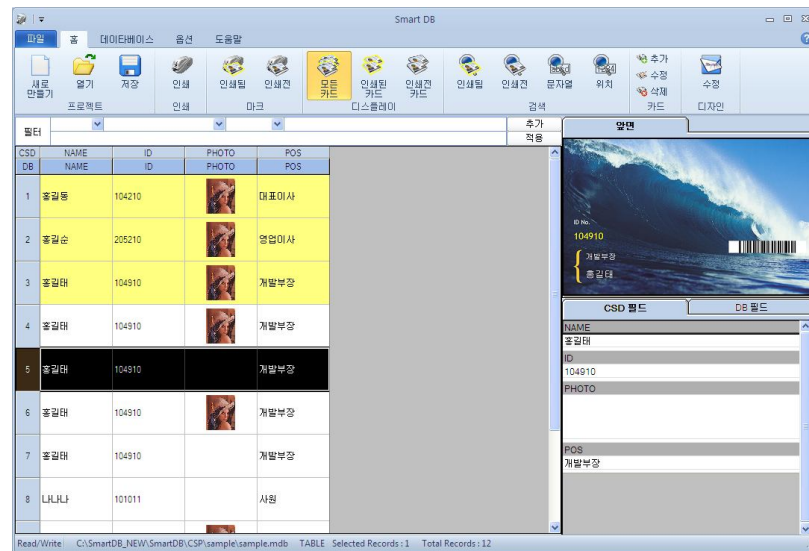 Smart DB
파일 홈 데이터베이스 옵션 도움말
새로 만들기 열기 저장 인쇄 인쇄됨 인쇄전 모든 카드 인쇄된 카드 인쇄전 카드 인쇄됨 인쇄전 문자열 위치 추가 수정 삭제 수정
프로젝트 인쇄 마크 디스플레이 검색 카드 디자인
필터 추가
적용
CSD NAME ID PHOTO POS
DB NAME ID PHOTO POS
1 홍길동 104210 대표이사
2 홍길순 205210 영업이사
3 홍길태 104910 개발부장
4 홍길태 104910 개발부장
5 홍길태 104910 개발부장
6 홍길태 104910 개발부장
7 홍길태 104910 개발부장
8 나나나 101011 사원
앞면
ID No.
104910
개발부장
홍길태
CSD 필드 DB 필드
NAME
홍길태
ID
104910
PHOTO
POS
개발부장
Read/Write C:\SmartDB_NEW\SmartDB\CSP\sample\sample.mdb TABLE Selected Records : 1 Total Records : 12